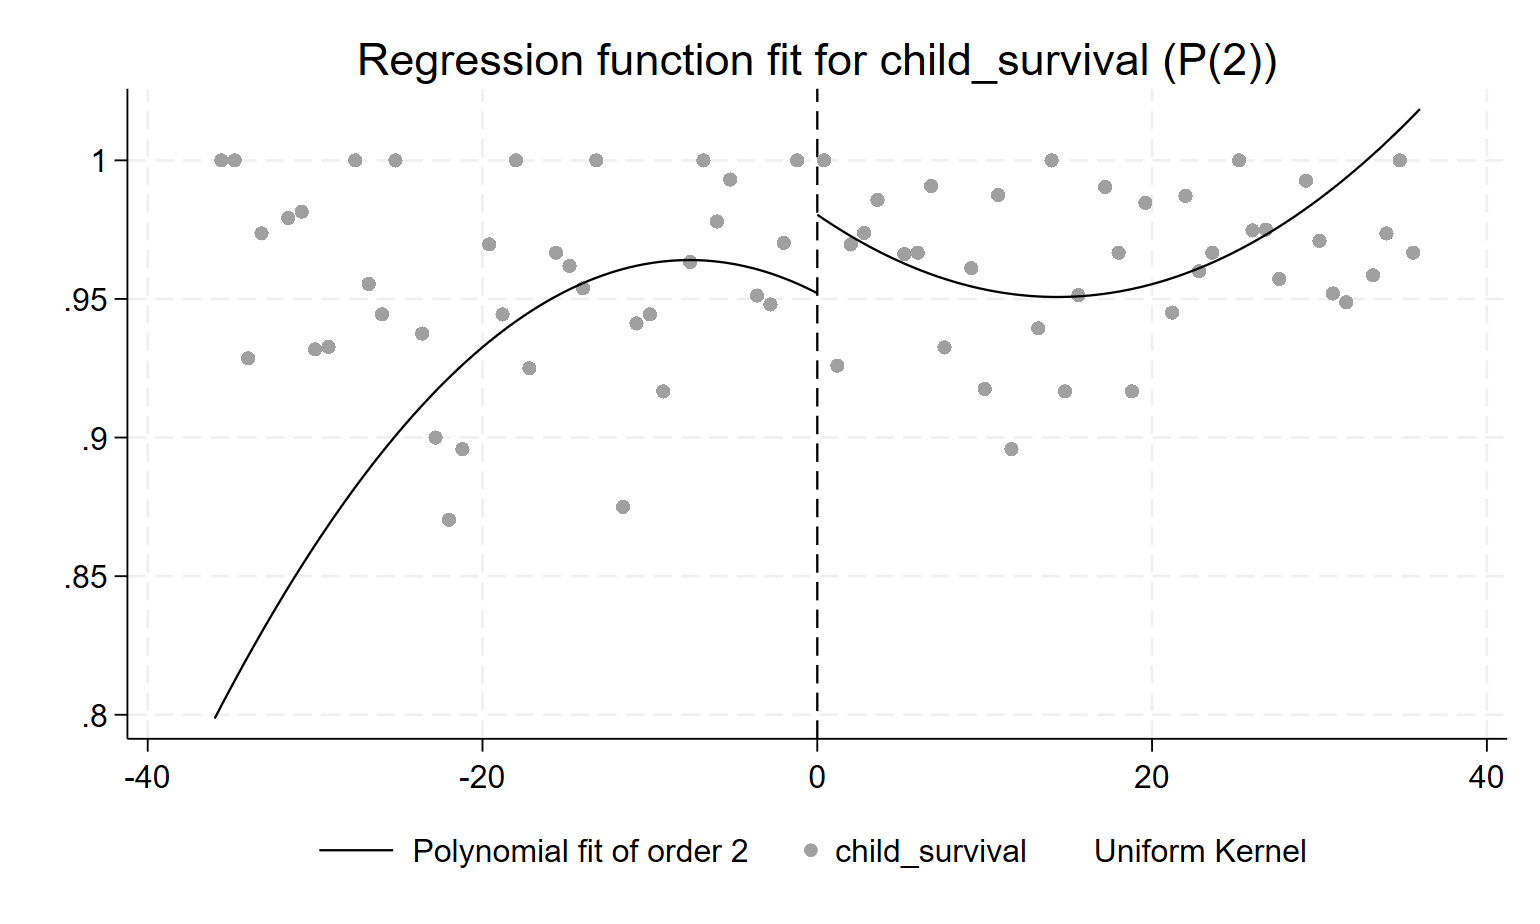 Regression function fit for child_survival (P(2))
1
.95
.9
.85
.8
-40 -20 0 20 40
Polynomial fit of order 2 child_survival Uniform Kernel